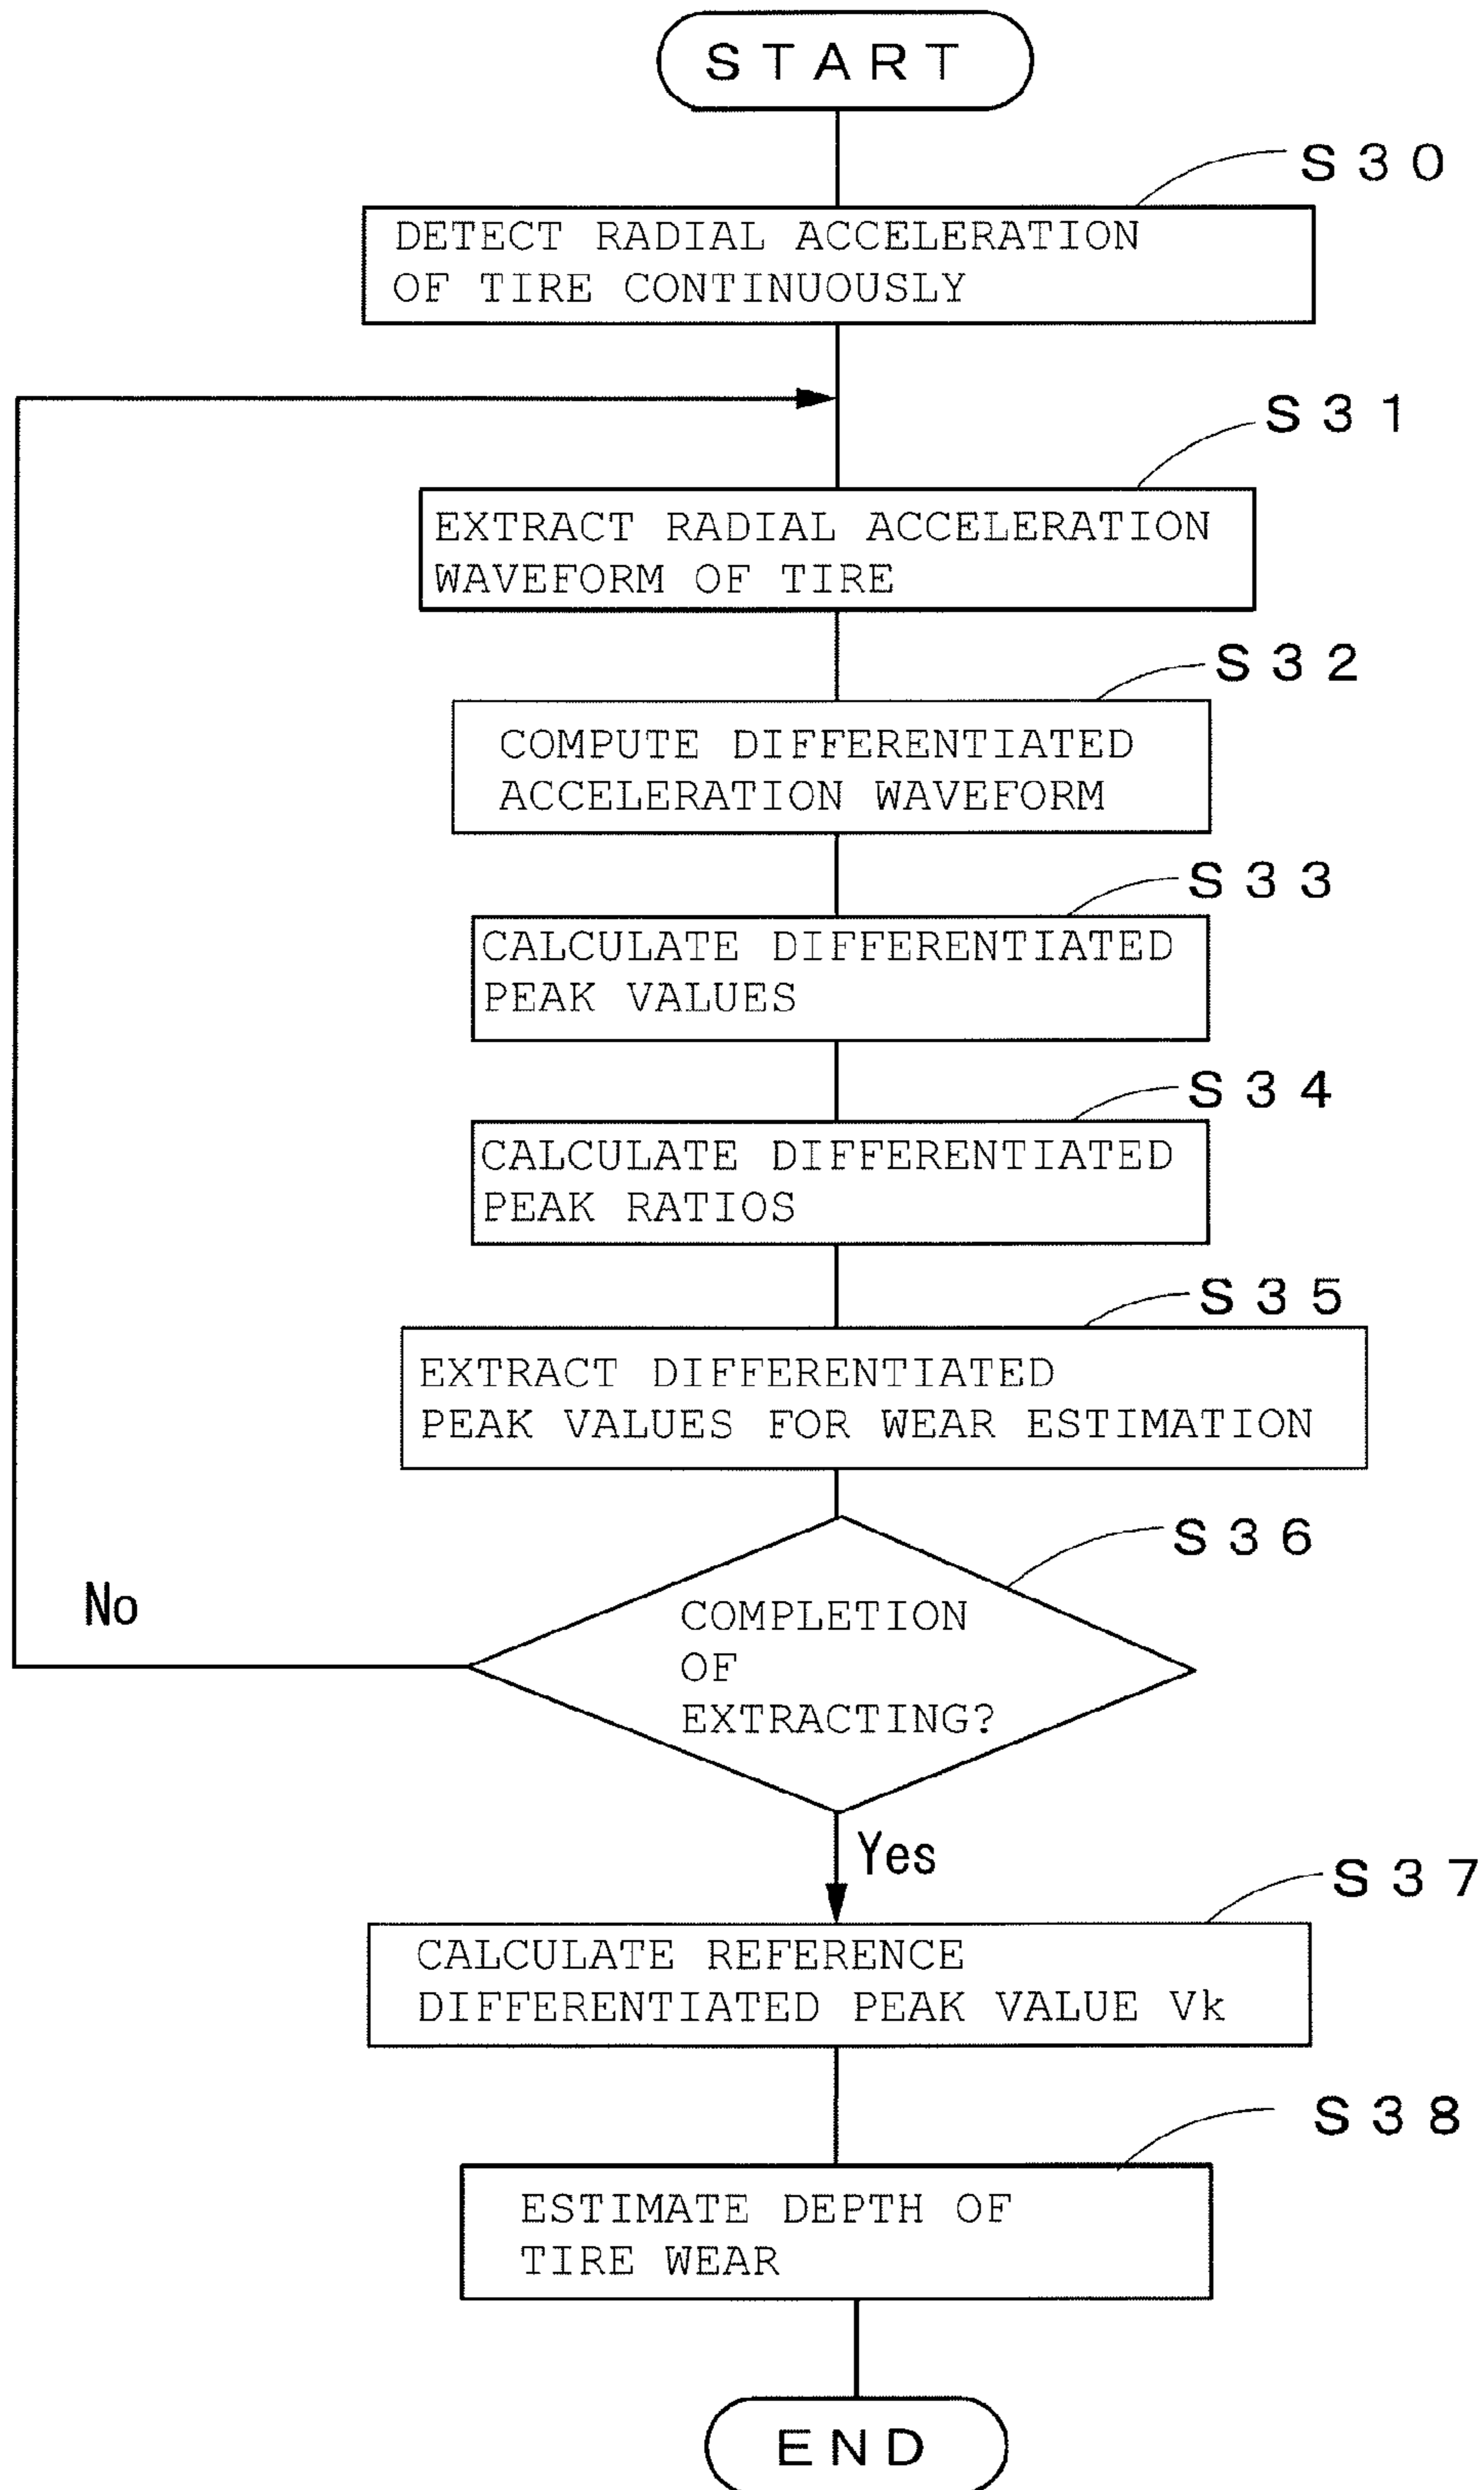 START
S30
DETECT RADIAL ACCELERATION
OF TIRE CONTINUOUSLY
S31
EXTRACT RADIAL ACCELERATION
WAVEFORM OF TIRE
S32
COMPUTE DIFFERENTIATED
ACCELERATION WAVEFORM
S33
CALCULATE DIFFERENTIATED
PEAK VALUES
S34
CALCULATE DIFFERENTIATED
PEAK RATIOS
S35
EXTRACT DIFFERENTIATED
PEAK VALUES FOR WEAR ESTIMATION
S36
No
COMPLETION
OF
EXTRACTING?
Yes
S37
CALCULATE REFERENCE
DIFFERENTIATED PEAK VALUE Vk
S38
ESTIMATE DEPTH OF
TIRE WEAR
END